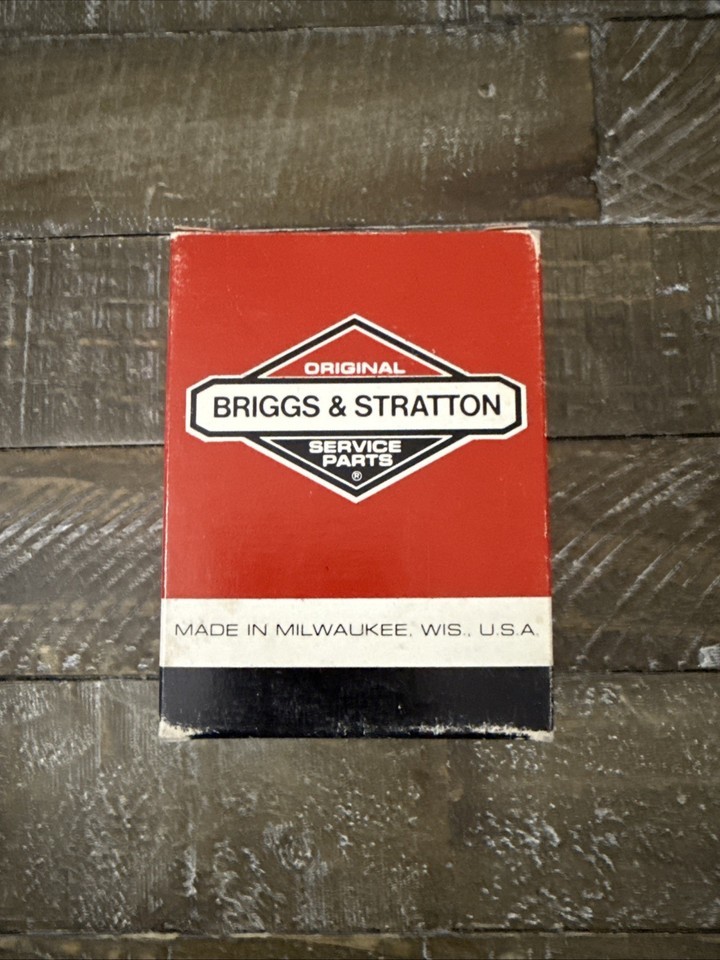 ORIGINAL
BRIGGS & STRATTON
SERVICE
PARTS
®
MADE IN MILWAUKEE, WIS., U.S.A.